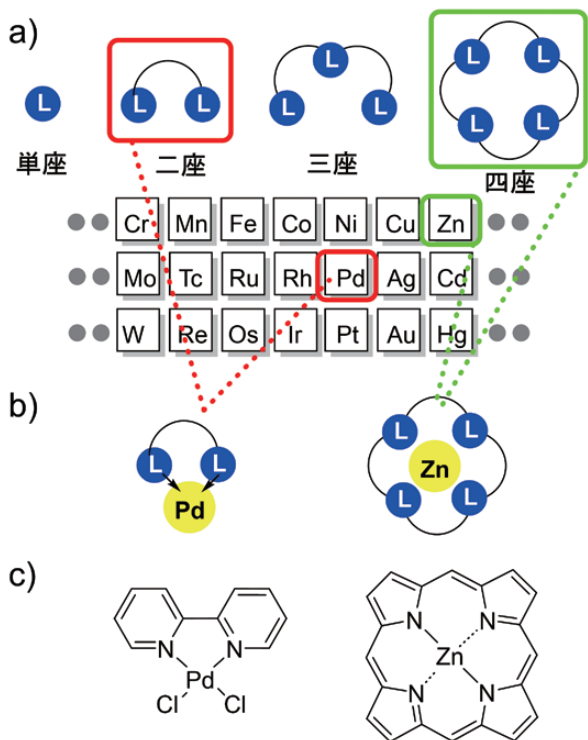 a)
L L L L L L L L L L
単座 二座 三座 四座
Cr Mn Fe Co Ni Cu Zn
Mo Tc Ru Rh Pd Ag Cd
W Re Os Ir Pt Au Hg
b)
L L L L
Pd Zn
L L
c)
N N N N
Pd Zn
Cl Cl N N